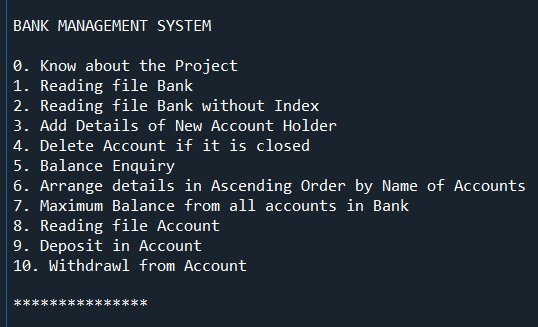 BANK MANAGEMENT SYSTEM
0. Know about the Project
1. Reading file Bank
2. Reading file Bank without Index
3. Add Details of New Account Holder
4. Delete Account if it is closed
5. Balance Enquiry
6. Arrange details in Ascending Order by Name of Accounts
7. Maximum Balance from all accounts in Bank
8. Reading file Account
9. Deposit in Account
10. Withdrawl from Account
***************